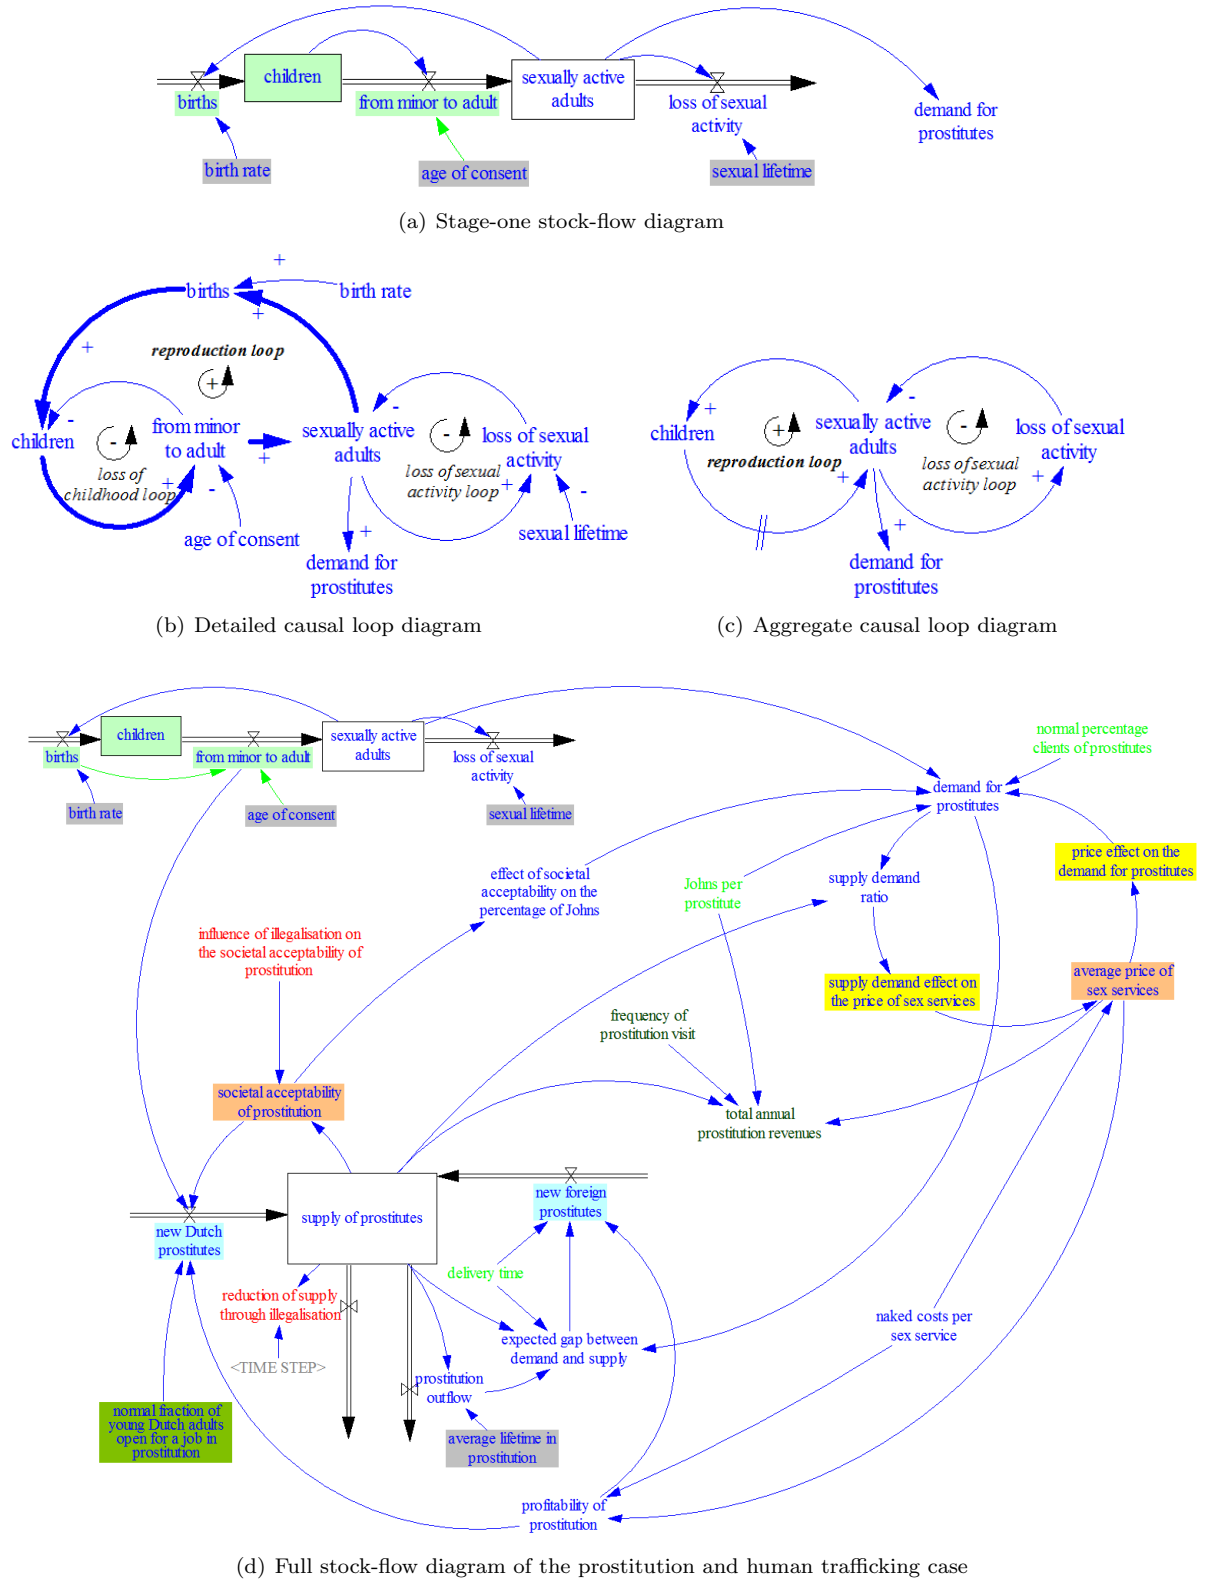 children
sexually active
adults
births
from minor to adult
loss of sexual
activity
demand for
prostitutes
birth rate
age of consent
sexual lifetime
(a) Stage-one stock-flow diagram
+
births
birth rate
+
+
reproduction loop
+
-
children
-
from minor
to adult
+
sexually active
adults
-
-
loss of sexual
activity
loss of
childhood loop
+
-
loss of sexual
activity loop
+
-
age of consent
+
sexual lifetime
demand for
prostitutes
(b) Detailed causal loop diagram
+
children
+
reproduction loop
sexually active
adults
-
-
loss of sexual
activity
loss of sexual
activity loop
+
+
+
demand for
prostitutes
(c) Aggregate causal loop diagram
children
sexually active
adults
births
from minor to adult
loss of sexual
activity
birth rate
age of consent
sexual lifetime
normal percentage
clients of prostitutes
demand for
prostitutes
price effect on the
demand for prostitutes
effect of societal
acceptability on the
percentage of Johns
Johns per
prostitute
supply demand
ratio
influence of illegalisation on
the societal acceptability of
prostitution
supply demand effect on
the price of sex services
average price of
sex services
frequency of
prostitution visit
societal acceptability
of prostitution
total annual
prostitution revenues
new foreign
prostitutes
supply of prostitutes
new Dutch
prostitutes
delivery time
reduction of supply
through illegalisation
naked costs per
sex service
expected gap between
demand and supply
<TIME STEP>
prostitution
outflow
normal fraction of
young Dutch adults
open for a job in
prostitution
average lifetime in
prostitution
profitability of
prostitution
(d) Full stock-flow diagram of the prostitution and human trafficking case